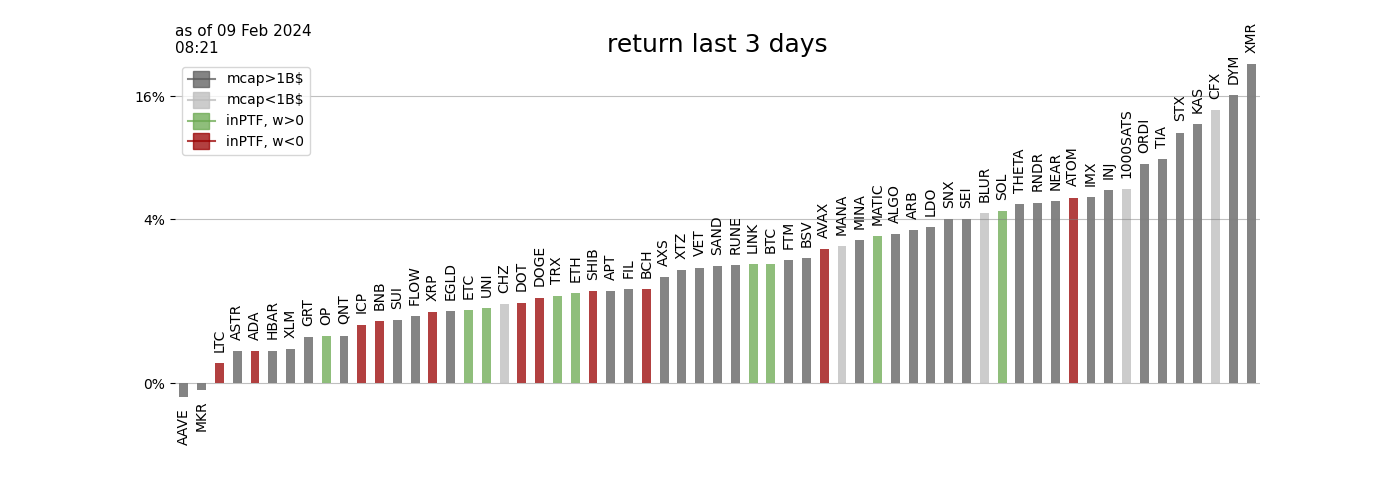 as of 09 Feb 2024
08:21
return last 3 days
mcap>1B$
mcap<1B$
inPTF, w>0
inPTF, w<0
16%
4%
0%
AAVE
MKR
LTC
ASTR
ADA
HBAR
XLM
GRT
OP
QNT
ICP
BNB
SUI
FLOW
XRP
EGLD
ETC
UNI
CHZ
DOT
DOGE
TRX
ETH
SHIB
APT
FIL
BCH
AXS
XTZ
VET
SAND
RUNE
LINK
BTC
FTM
BSV
AVAX
MANA
MINA
MATIC
ALGO
ARB
LDO
SNX
SEI
BLUR
SOL
THETA
RNDR
NEAR
ATOM
IMX
INJ
1000SATS
ORDI
TIA
STX
KAS
CFX
DYM
XMR